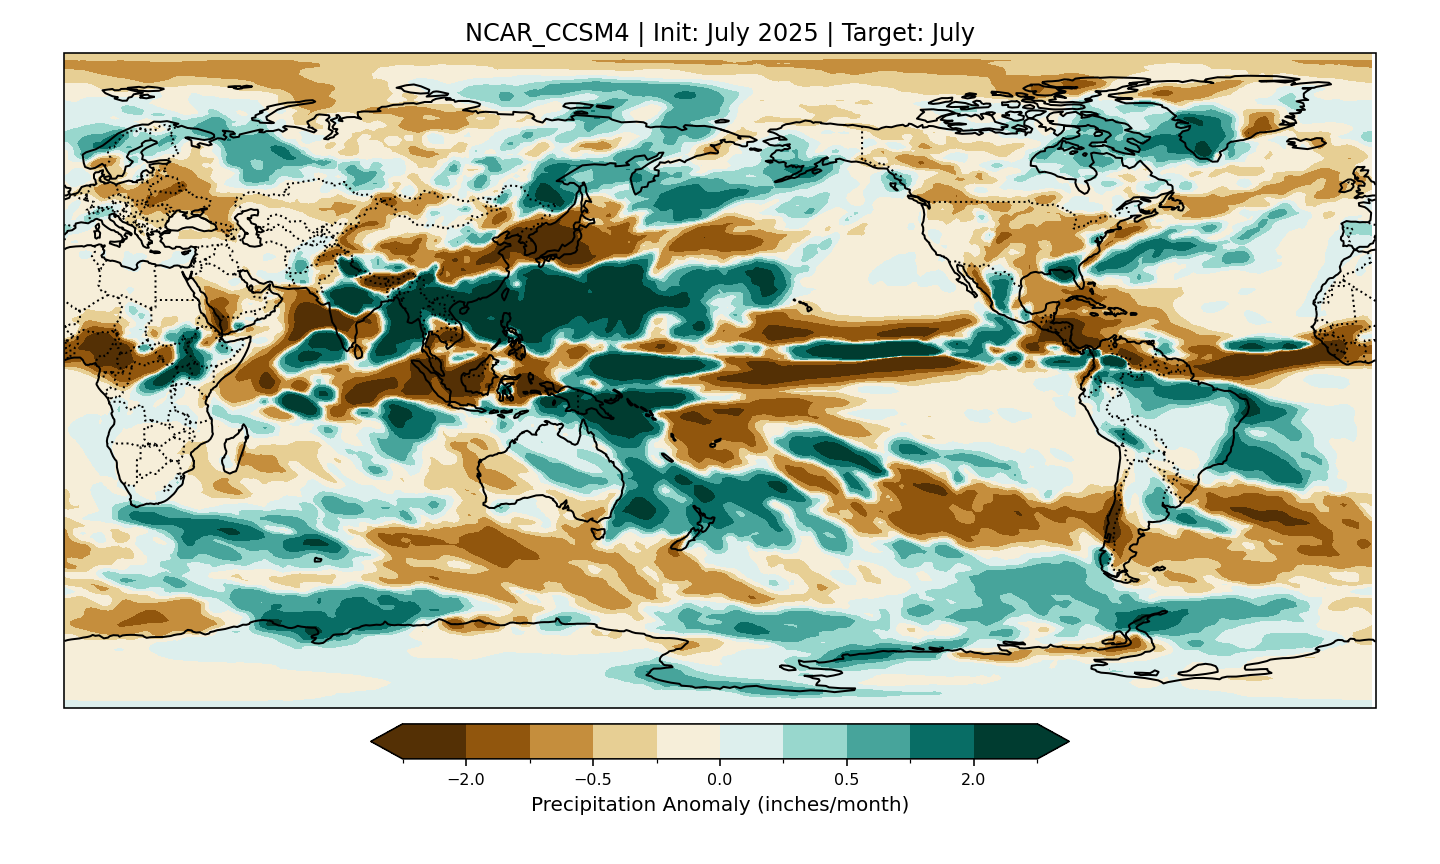 NCAR_CCSM4 | Init: July 2025 | Target: July
−2.0 −0.5 0.0 0.5 2.0
Precipitation Anomaly (inches/month)